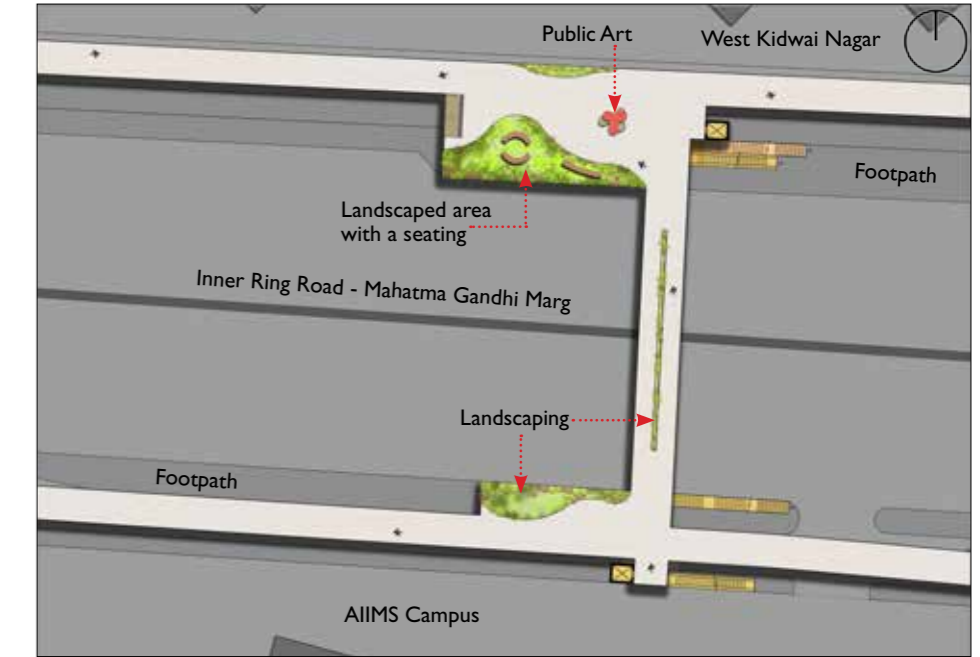 Public Art
West Kidwai Nagar
Footpath
Landscaped area
with a seating
Inner Ring Road - Mahatma Gandhi Marg
Landscaping
Footpath
AIIMS Campus